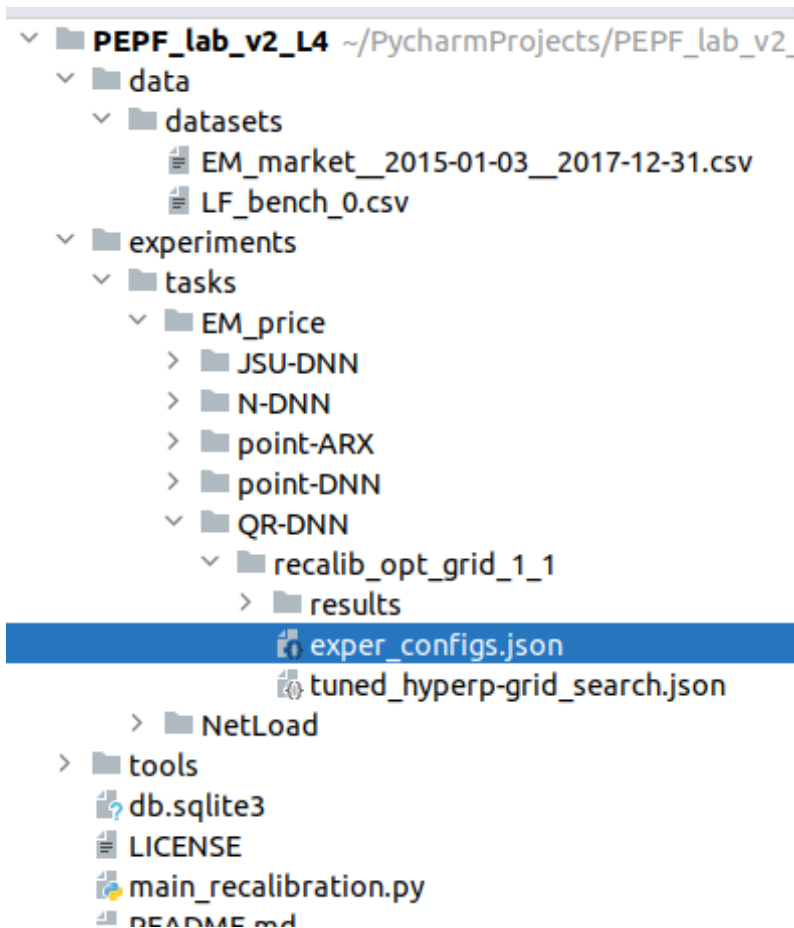 PEPF_lab_v2_L4 ~/PycharmProjects/PEPF_lab_v2_
data
datasets
EM_market__2015-01-03__2017-12-31.csv
LF_bench_0.csv
experiments
tasks
EM_price
JSU-DNN
N-DNN
point-ARX
point-DNN
QR-DNN
recalib_opt_grid_1_1
results
exper_configs.json
tuned_hyperp-grid_search.json
NetLoad
tools
db.sqlite3
LICENSE
main_recalibration.py
README.md